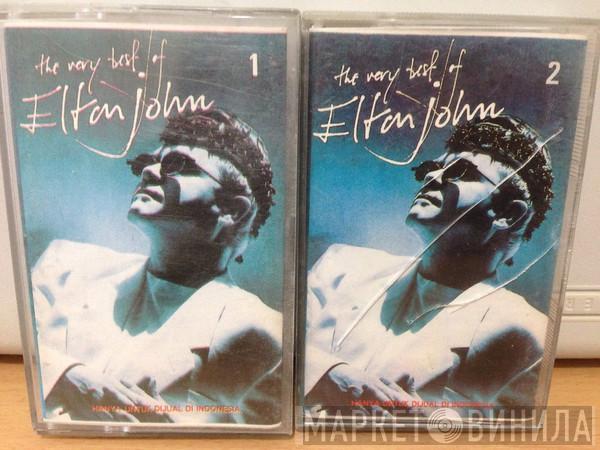 the very best of
Elton john
1
HANYA UNTUK DIJUAL DI INDONESIA
the very best of
Elton john
2
HANYA UNTUK DIJUAL DI INDONESIA
МАРКЕТ ВИНИЛА